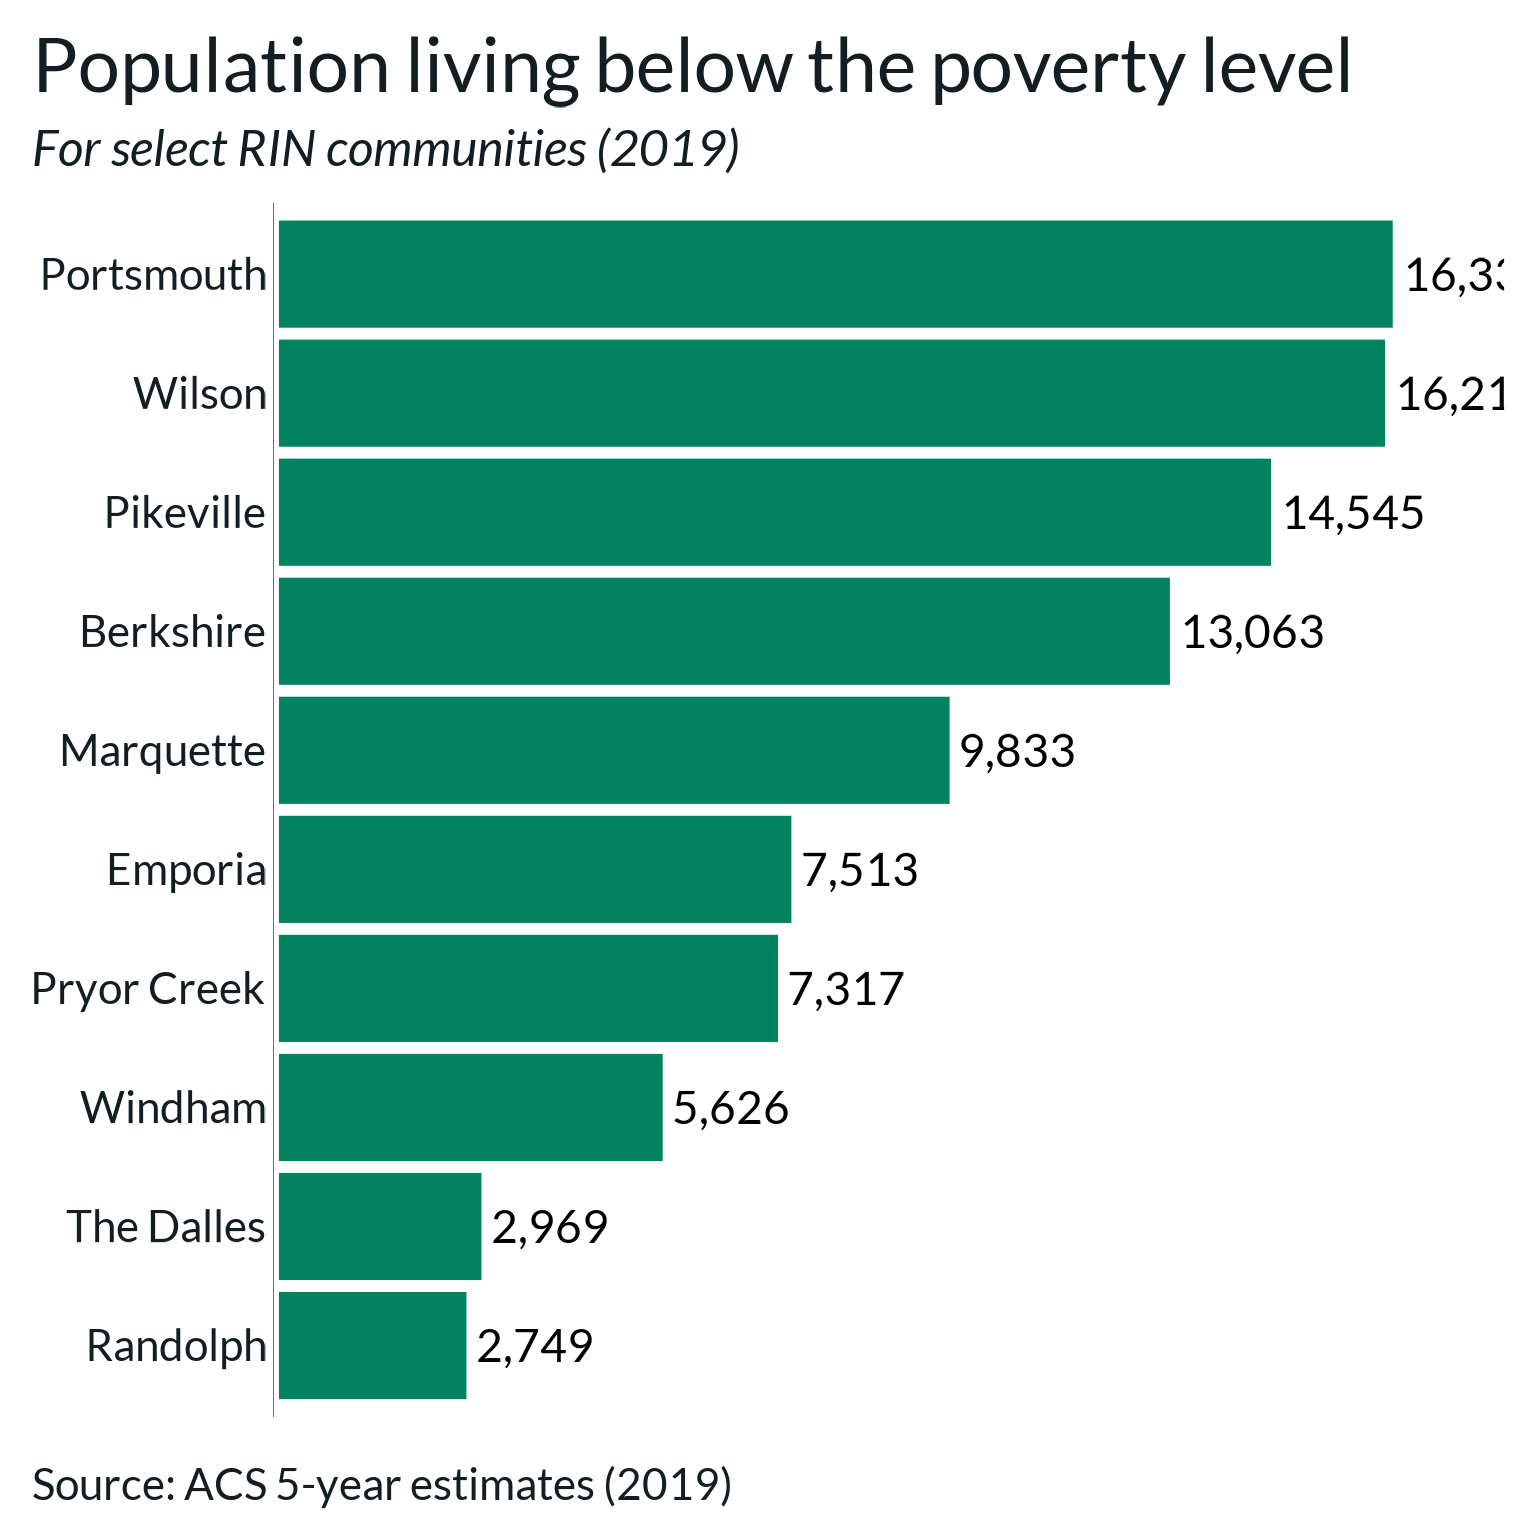 Population living below the poverty level
For select RIN communities (2019)
Portsmouth
Wilson 16,21
Pikeville 14,545
Berkshire 13,063
Marquette 9,833
Emporia 7,513
Pryor Creek 7,317
Windham 5,626
The Dalles 2,969
Randolph 2,749
Source: ACS 5-year estimates (2019)